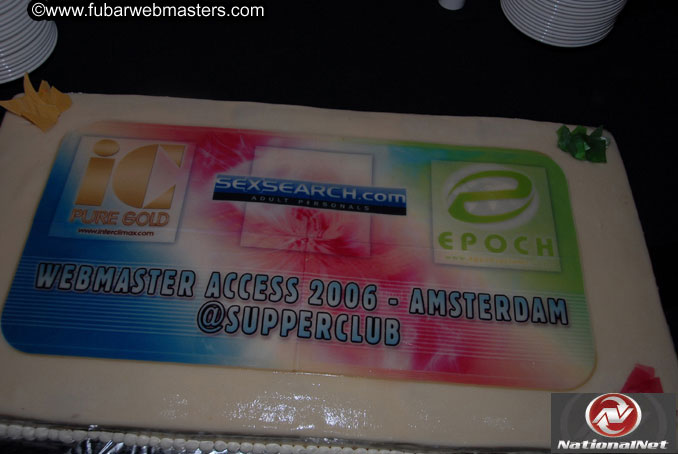 ©www.fubarwebmasters.com
iC
PURE GOLD
www.interclimax.com
SEXSEARCH.com
ADULT PERSONALS
EPOCH
WEBMASTER ACCESS 2006 - AMSTERDAM
@SUPPERCLUB
NationalNet